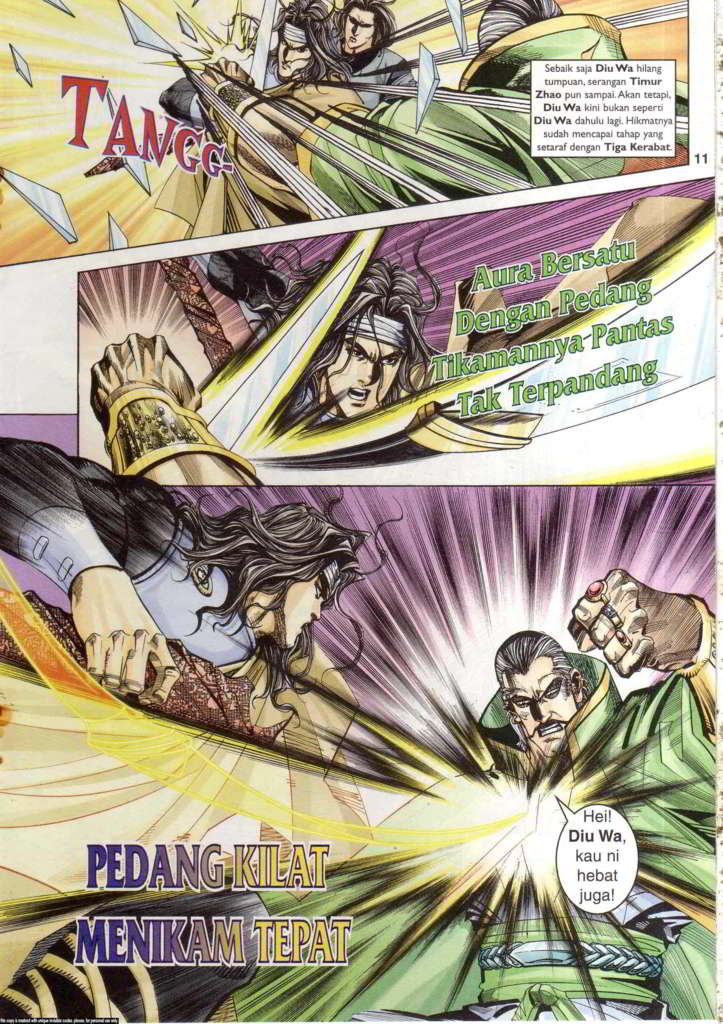 Sebaik saja Diu Wa hilang
tumpuan, serangan Timur
Zhao pun sampai. Akan tetapi,
Diu Wa kini bukan seperti
Diu Wa dahulu lagi. Hikmatnya
sudah mencapai tahap yang
setaraf dengan Tiga Kerabat.
11
TANGG-
Aura Bersatu
Dengan Pedang
Tikamannya Pantas
Tak Terpandang
Hei!
Diu Wa,
kau ni
hebat
juga!
PEDANG KILAT
MENIKAM TEPAT